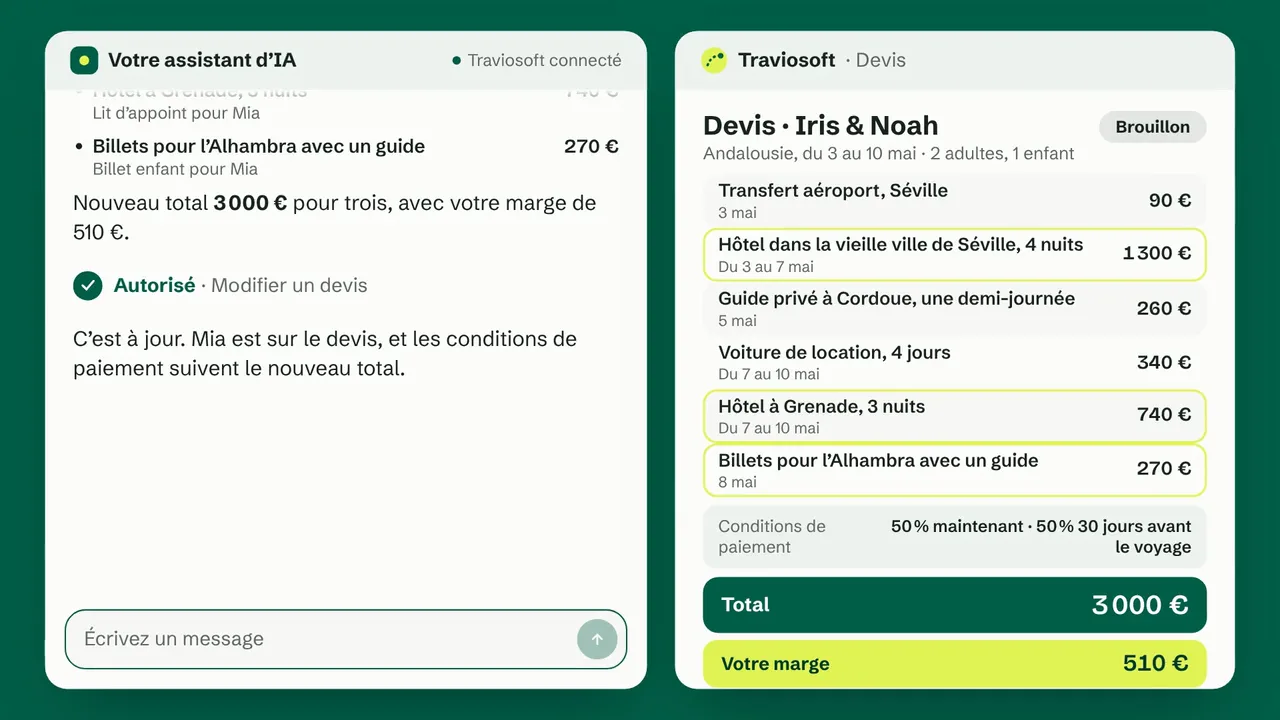 Votre assistant d’IA
Traviosoft connecté
Hôtel à Grenade, 3 nuits 740 €
Lit d’appoint pour Mia
• Billets pour l’Alhambra avec un guide 270 €
Billet enfant pour Mia
Nouveau total 3 000 € pour trois, avec votre marge de
510 €.
Autorisé · Modifier un devis
C’est à jour. Mia est sur le devis, et les conditions de
paiement suivent le nouveau total.
Écrivez un message
Traviosoft · Devis
Devis · Iris & Noah
Brouillon
Andalousie, du 3 au 10 mai · 2 adultes, 1 enfant
Transfert aéroport, Séville 90 €
3 mai
Hôtel dans la vieille ville de Séville, 4 nuits 1 300 €
Du 3 au 7 mai
Guide privé à Cordoue, une demi-journée 260 €
5 mai
Voiture de location, 4 jours 340 €
Du 7 au 10 mai
Hôtel à Grenade, 3 nuits 740 €
Du 7 au 10 mai
Billets pour l’Alhambra avec un guide 270 €
8 mai
Conditions de
paiement
50 % maintenant · 50 % 30 jours avant
le voyage
Total 3 000 €
Votre marge 510 €